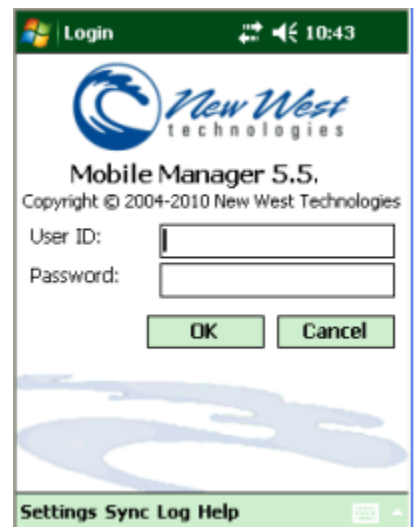 Login 10:43
New West
technologies
Mobile Manager 5.5.
Copyright © 2004-2010 New West Technologies
User ID:
Password:
OK Cancel
Settings Sync Log Help